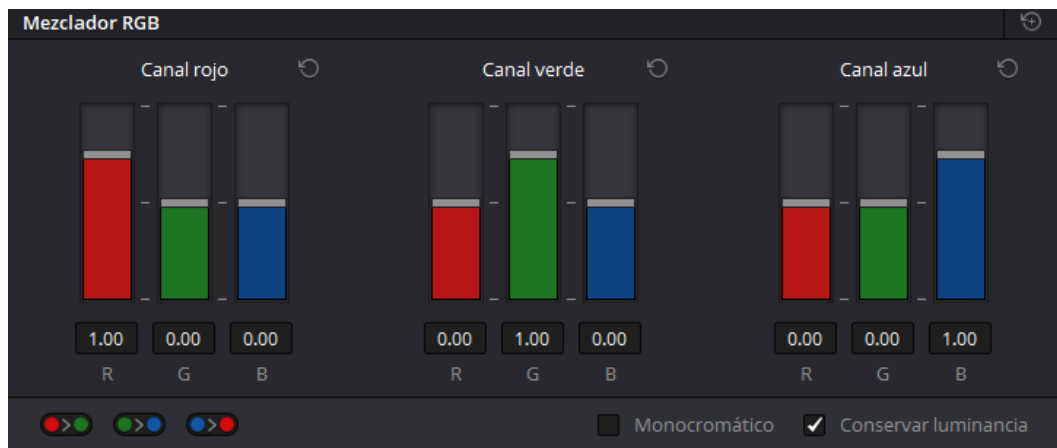 Mezclador RGB
Canal rojo Canal verde Canal azul
1.00 0.00 0.00 0.00 1.00 0.00 0.00 0.00 1.00
R G B R G B R G B
Monocromático Conservar luminancia